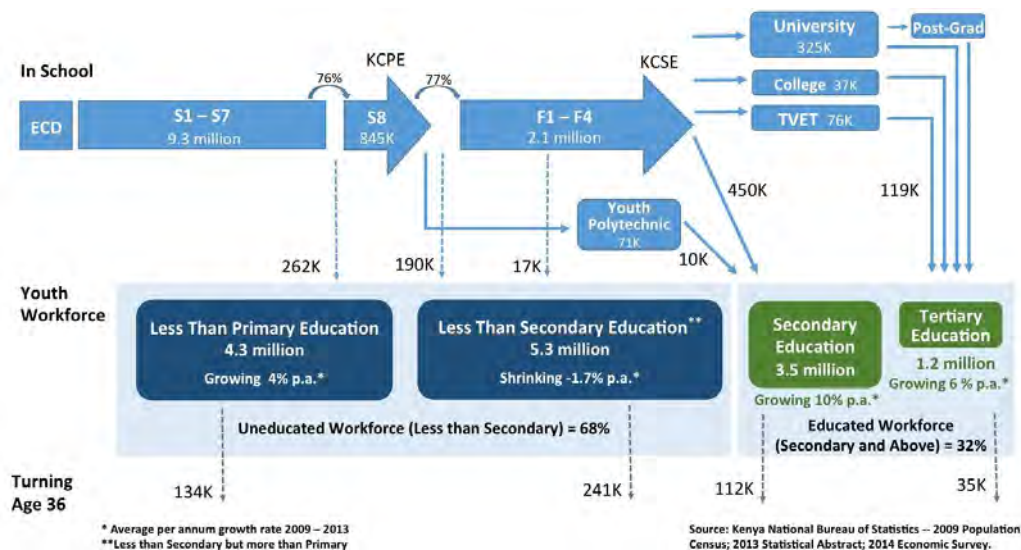 University
325K
Post-Grad
In School
KCPE
KCSE
76%
77%
College 37K
ECD
S1 – S7
9.3 million
S8
845K
F1 – F4
2.1 million
TVET 76K
450K
119K
Youth
Polytechnic
71K
262K
190K
17K
10K
Youth
Workforce
Less Than Primary Education
4.3 million
Growing 4% p.a.*
Less Than Secondary Education**
5.3 million
Shrinking -1.7% p.a.*
Secondary
Education
3.5 million
Growing 10% p.a.*
Tertiary
Education
1.2 million
Growing 6 % p.a.*
Uneducated Workforce (Less than Secondary) = 68%
Educated Workforce
(Secondary and Above) = 32%
Turning
Age 36
134K
241K
112K
35K
* Average per annum growth rate 2009 – 2013
**Less than Secondary but more than Primary
Source: Kenya National Bureau of Statistics -- 2009 Population
Census; 2013 Statistical Abstract; 2014 Economic Survey.